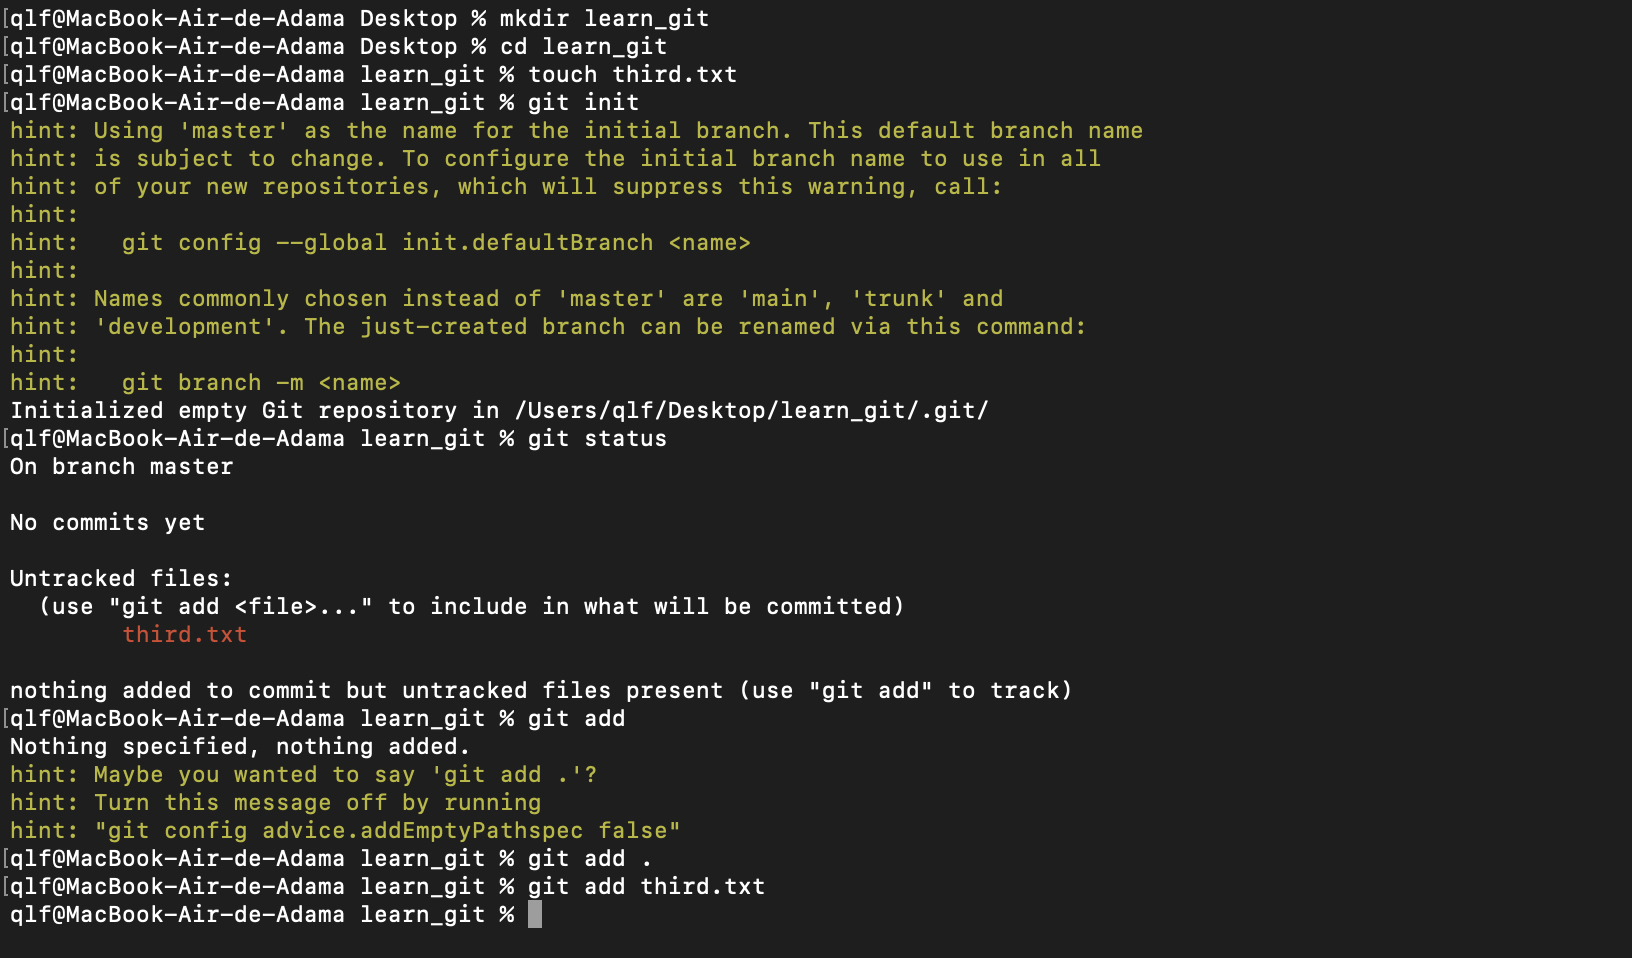 [qlf@MacBook-Air-de-Adama Desktop % mkdir learn_git
[qlf@MacBook-Air-de-Adama Desktop % cd learn_git
[qlf@MacBook-Air-de-Adama learn_git % touch third.txt
[qlf@MacBook-Air-de-Adama learn_git % git init
hint: Using 'master' as the name for the initial branch. This default branch name
hint: is subject to change. To configure the initial branch name to use in all
hint: of your new repositories, which will suppress this warning, call:
hint:
hint:   git config --global init.defaultBranch <name>
hint:
hint: Names commonly chosen instead of 'master' are 'main', 'trunk' and
hint: 'development'. The just-created branch can be renamed via this command:
hint:
hint:   git branch -m <name>
Initialized empty Git repository in /Users/qlf/Desktop/learn_git/.git/
[qlf@MacBook-Air-de-Adama learn_git % git status
On branch master

No commits yet

Untracked files:
  (use "git add <file>..." to include in what will be committed)
        third.txt

nothing added to commit but untracked files present (use "git add" to track)
[qlf@MacBook-Air-de-Adama learn_git % git add
Nothing specified, nothing added.
hint: Maybe you wanted to say 'git add .'?
hint: Turn this message off by running
hint: "git config advice.addEmptyPathspec false"
[qlf@MacBook-Air-de-Adama learn_git % git add .
[qlf@MacBook-Air-de-Adama learn_git % git add third.txt
qlf@MacBook-Air-de-Adama learn_git %